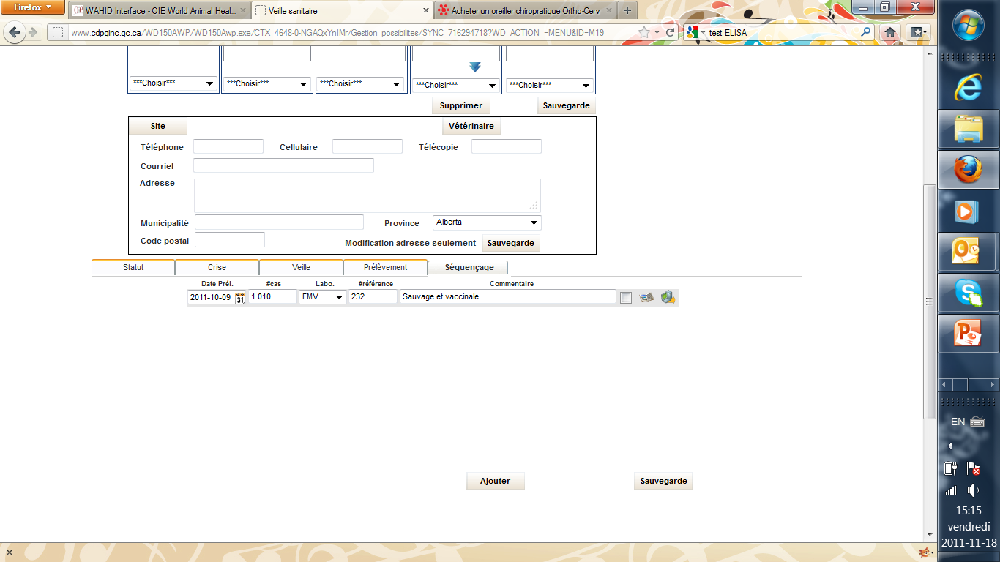 Firefox
WAHID Interface - OIE World Animal Heal...
Veille sanitaire
Acheter un oreiller chiropratique Ortho-Cerv
www.cdpqinc.qc.ca/WD150AWP/WD150Awp.exe/CTX_4648-0-NGAQxYnIMr/Gestion_possibilites/SYNC_716294718?WD_ACTION_=MENU&ID=M19
test ELISA
***Choisir*** ***Choisir*** ***Choisir*** ***Choisir*** ***Choisir***
Supprimer Sauvegarde
Site Vétérinaire
Téléphone Cellulaire Télécopie
Courriel
Adresse
Municipalité Province Alberta
Code postal Modification adresse seulement Sauvegarde
Statut Crise Veille Prélèvement Séquençage
Date Prél. #cas Labo. #référence Commentaire
2011-10-09 31 1 010 FMV 232 Sauvage et vaccinale
Ajouter Sauvegarde
EN
15:15
vendredi
2011-11-18